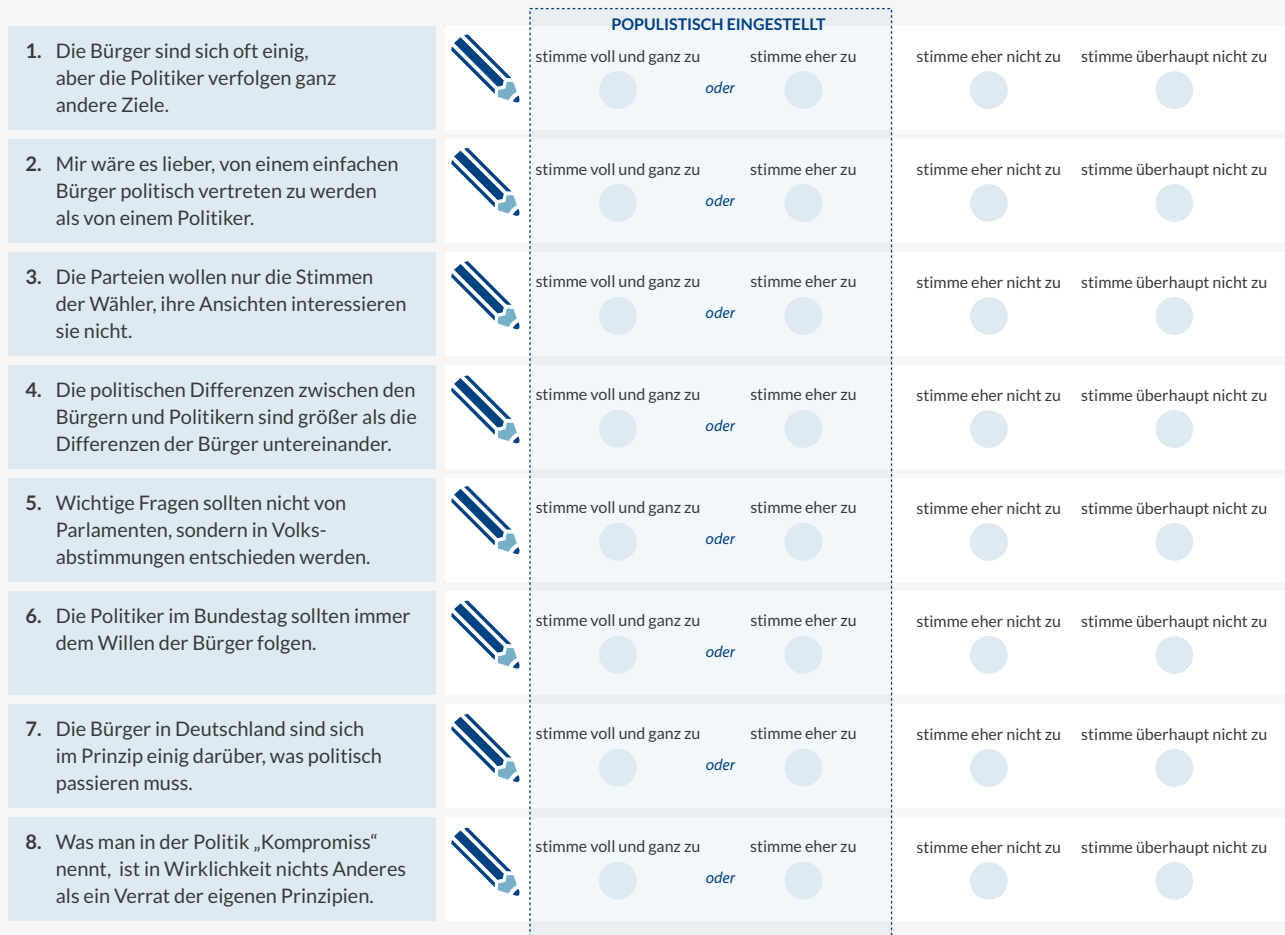 POPULISTISCH EINGESTELLT
1. Die Bürger sind sich oft einig,
aber die Politiker verfolgen ganz
andere Ziele.
stimme voll und ganz zu
oder
stimme eher zu
stimme eher nicht zu
stimme überhaupt nicht zu
2. Mir wäre es lieber, von einem einfachen
Bürger politisch vertreten zu werden
als von einem Politiker.
stimme voll und ganz zu
oder
stimme eher zu
stimme eher nicht zu
stimme überhaupt nicht zu
3. Die Parteien wollen nur die Stimmen
der Wähler, ihre Ansichten interessieren
sie nicht.
stimme voll und ganz zu
oder
stimme eher zu
stimme eher nicht zu
stimme überhaupt nicht zu
4. Die politischen Differenzen zwischen den
Bürgern und Politikern sind größer als die
Differenzen der Bürger untereinander.
stimme voll und ganz zu
oder
stimme eher zu
stimme eher nicht zu
stimme überhaupt nicht zu
5. Wichtige Fragen sollten nicht von
Parlamenten, sondern in Volks-
abstimmungen entschieden werden.
stimme voll und ganz zu
oder
stimme eher zu
stimme eher nicht zu
stimme überhaupt nicht zu
6. Die Politiker im Bundestag sollten immer
dem Willen der Bürger folgen.
stimme voll und ganz zu
oder
stimme eher zu
stimme eher nicht zu
stimme überhaupt nicht zu
7. Die Bürger in Deutschland sind sich
im Prinzip einig darüber, was politisch
passieren muss.
stimme voll und ganz zu
oder
stimme eher zu
stimme eher nicht zu
stimme überhaupt nicht zu
8. Was man in der Politik „Kompromiss“
nennt, ist in Wirklichkeit nichts Anderes
als ein Verrat der eigenen Prinzipien.
stimme voll und ganz zu
oder
stimme eher zu
stimme eher nicht zu
stimme überhaupt nicht zu